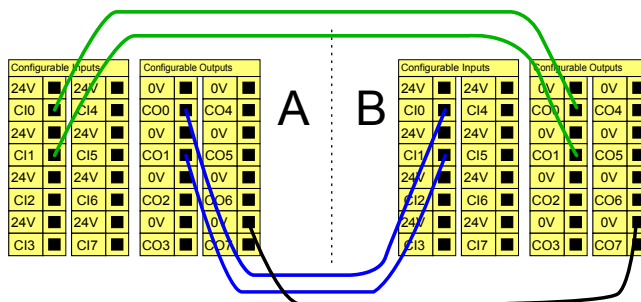 Configurable Inputs
24V 24V
CI0 CI4
24V 24V
CI1 CI5
24V 24V
CI2 CI6
24V 24V
CI3 CI7
Configurable Outputs
0V 0V
CO0 CO4
0V 0V
CO1 CO5
0V 0V
CO2 CO6
0V 0V
CO3 CO7
A
B
Configurable Inputs
24V 24V
CI0 CI4
24V 24V
CI1 CI5
24V 24V
CI2 CI6
24V 24V
CI3 CI7
Configurable Outputs
0V 0V
CO0 CO4
0V 0V
CO1 CO5
0V 0V
CO2 CO6
0V 0V
CO3 CO7